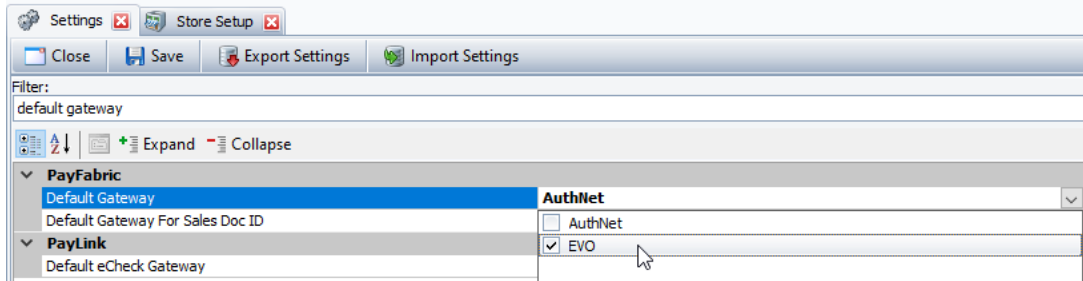 Settings Store Setup
Close Save Export Settings Import Settings
Filter:
default gateway
A Z Expand Collapse
PayFabric
Default Gateway AuthNet
Default Gateway For Sales Doc ID AuthNet
PayLink EVO
Default eCheck Gateway